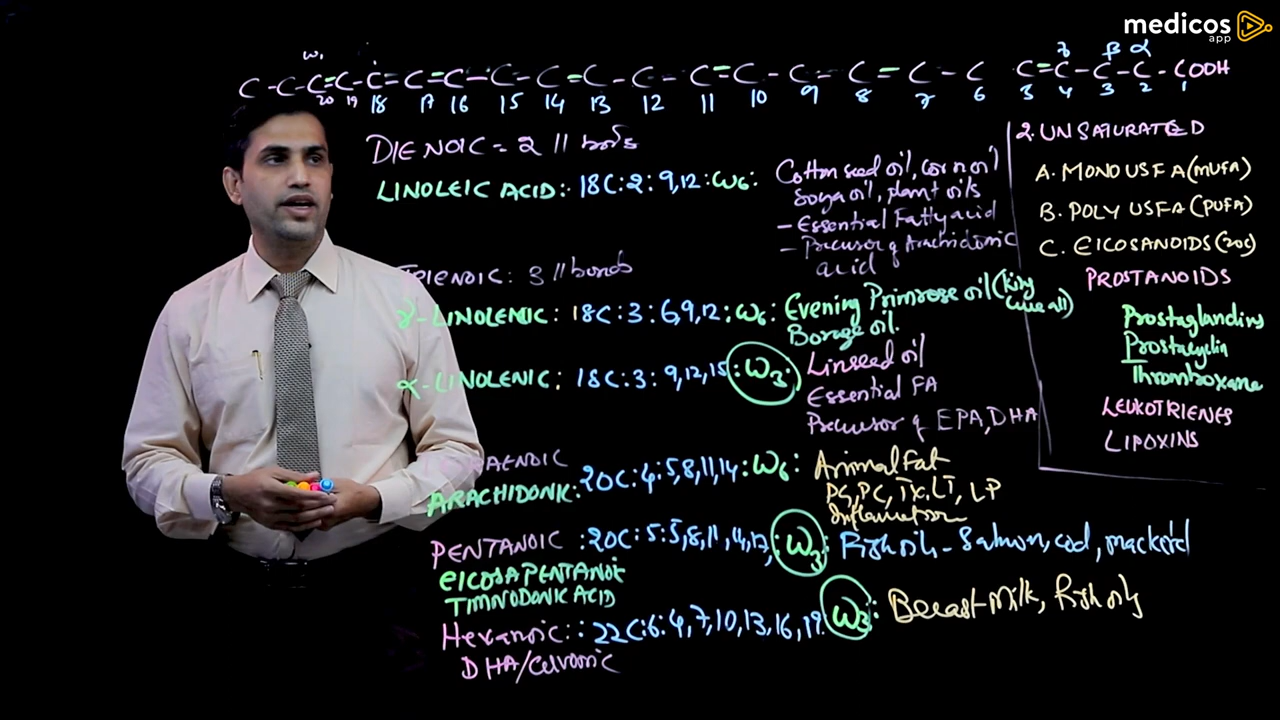 medicos
app
ω1 γ β α
C - C - C = C - C = C - C = C - C - C - C = C - C - C - C = C - C - C - C = C - C - C C = C - C - C - COOH
20 19 18 17 16 15 14 13 12 11 10 9 8 7 6 5 4 3 2 1
DIENOIC = 2 // bonds
LINOLEIC ACID: 18C : 2 : 9,12 : ω6:
Cotton seed oil, corn oil
Soya oil, plant oils
- Essential Fatty acid
- Precursor of Arachidonic
acid
3 // bonds
γ-LINOLENIC : 18C : 3 : 6,9,12 : ω6: Evening Primrose oil (King
cure all)
Borage oil.
α-LINOLENIC : 18C : 3 : 9,12,15 : ω3: Linseed oil
Essential FA
Precursor of EPA, DHA
ARACHIDONIC: 20C : 4 : 5,8,11,14 : ω6 : Animal Fat
PG, PC, TX, LT, LP
Inflammation
PENTANOIC : 20C : 5 : 5,8,11,14,17, : ω3 : Fish oils - Salmon, cod, mackerel
EICOSAPENTANOIC
TIMNODONIC ACID
Hexanoic : : 22C : 6 : 4,7,10,13,16,19. ω3 : Breast Milk, Fish oils
DHA/Cervonic
2. UNSATURATED
A. MONO USFA (MUFA)
B. POLY USFA (PUFA)
C. EICOSANOIDS (20C)
PROSTANOIDS
Prostaglandins
Prostacyclin
Thromboxane
LEUKOTRIENES
LIPOXINS